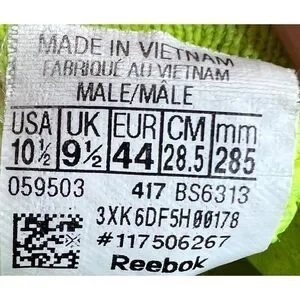 MADE IN VIETNAM
FABRIQUÉ AU VIETNAM
MALE/MÂLE
USA UK EUR CM mm
10½ 9½ 44 28.5 285
059503 417 BS6313
3XK6DF5H00178
#117506267
Reebok